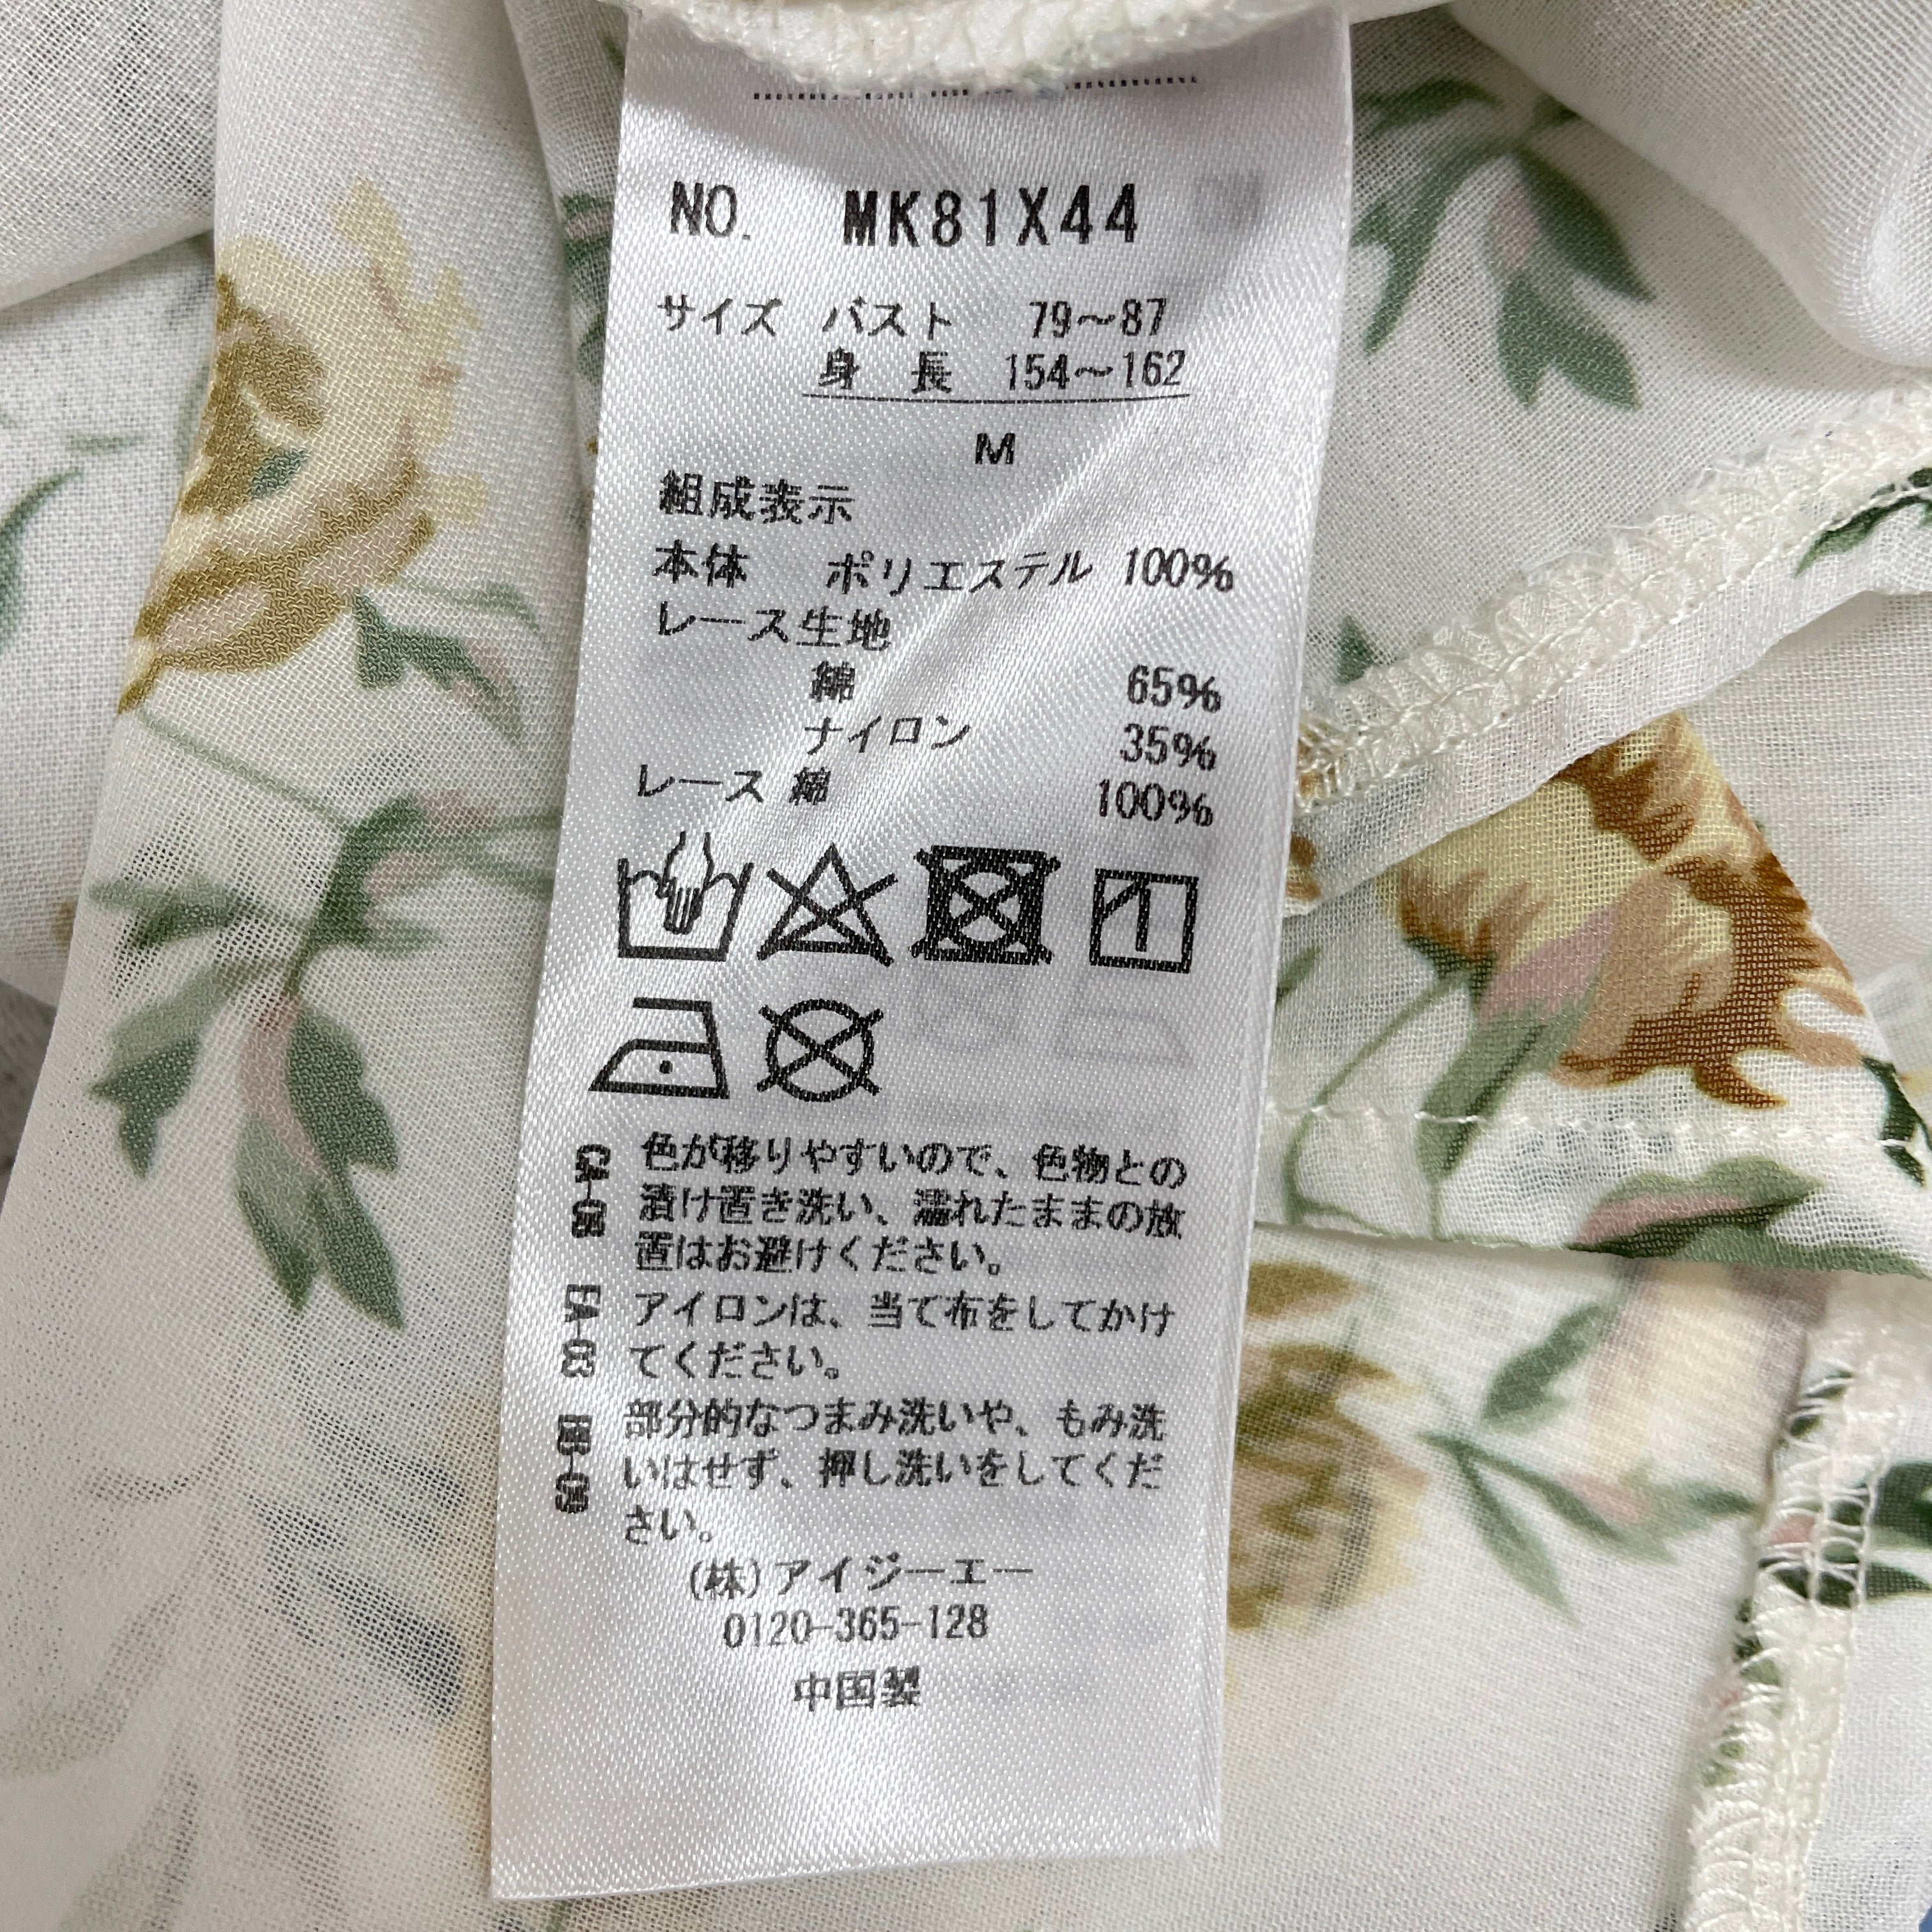 NO. MK81X44
サイズ バスト 79～87
身 長 154～162
M
組成表示
本体 ポリエステル 100%
レース生地
綿 65%
ナイロン 35%
レース 綿 100%
CA-08 色が移りやすいので、色物との
漬け置き洗い、濡れたままの放
置はお避けください。
EA-03 アイロンは、当て布をしてかけ
てください。
部分的なつまみ洗いや、もみ洗
いはせず、押し洗いをしてくだ
さい。
(株)アイジーエー
0120-365-128
中国製